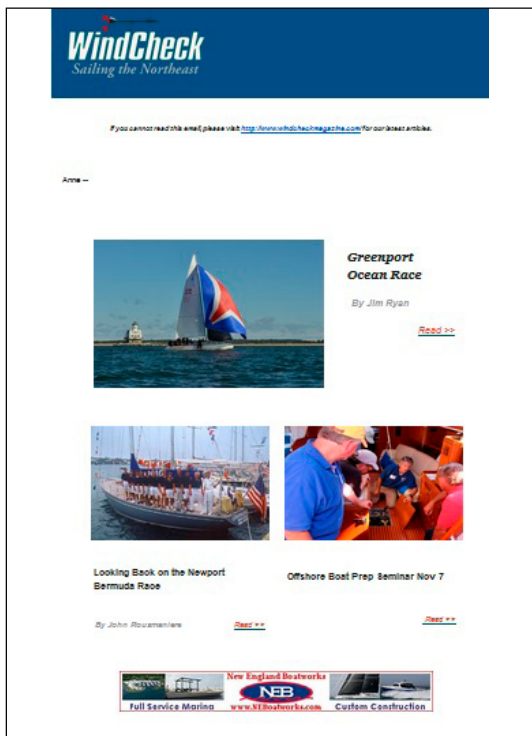 WindCheck
Sailing the Northeast
If you cannot read this email, please visit http://www.windcheckmagazine.com/ for our latest articles.
Anne --
Greenport
Ocean Race
By Jim Ryan
Read >>
Looking Back on the Newport
Bermuda Race
By John Rousmaniere
Read >>
Offshore Boat Prep Seminar Nov 7
Read >>
New England Boatworks
NEB
Full Service Marina
www.NEBoatworks.com
Custom Construction